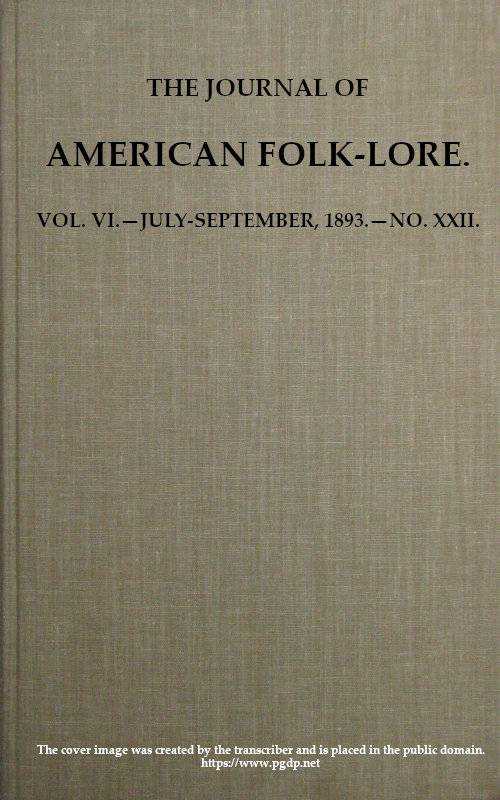 THE JOURNAL OF
AMERICAN FOLK-LORE.
VOL. VI.—JULY-SEPTEMBER, 1893.—NO. XXII.
The cover image was created by the transcriber and is placed in the public domain.
https://www.pgdp.net